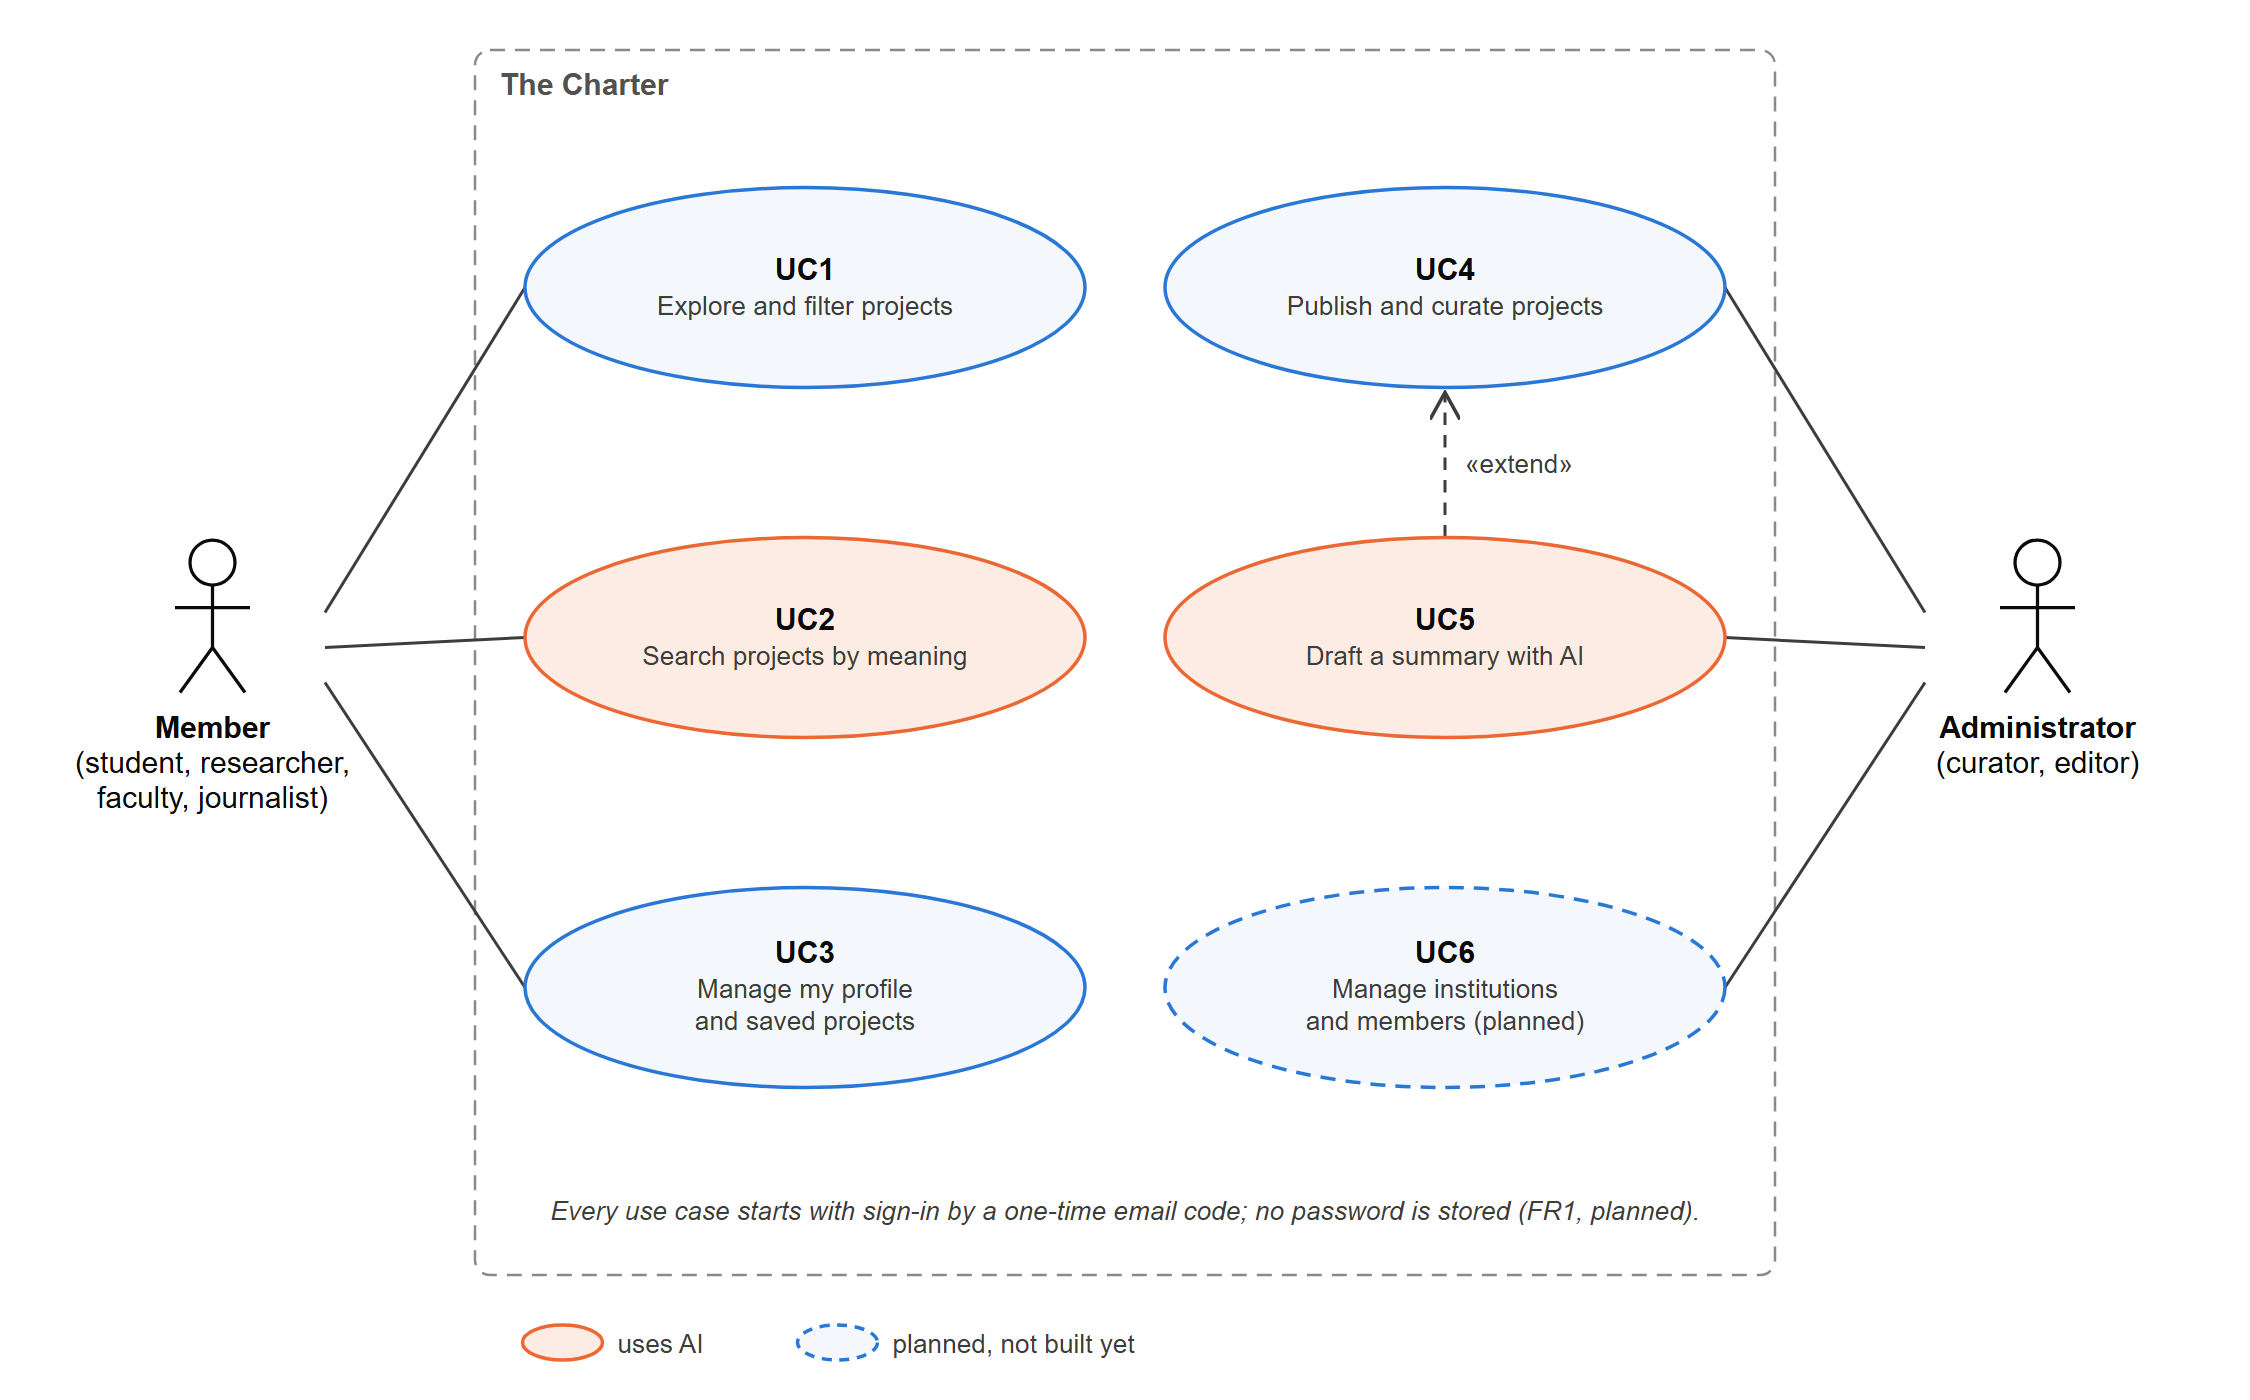 The Charter
UC1
Explore and filter projects
UC4
Publish and curate projects
«extend»
UC2
Search projects by meaning
UC5
Draft a summary with AI
Member
(student, researcher,
faculty, journalist)
Administrator
(curator, editor)
UC3
Manage my profile
and saved projects
UC6
Manage institutions
and members (planned)
Every use case starts with sign-in by a one-time email code; no password is stored (FR1, planned).
uses AI
planned, not built yet